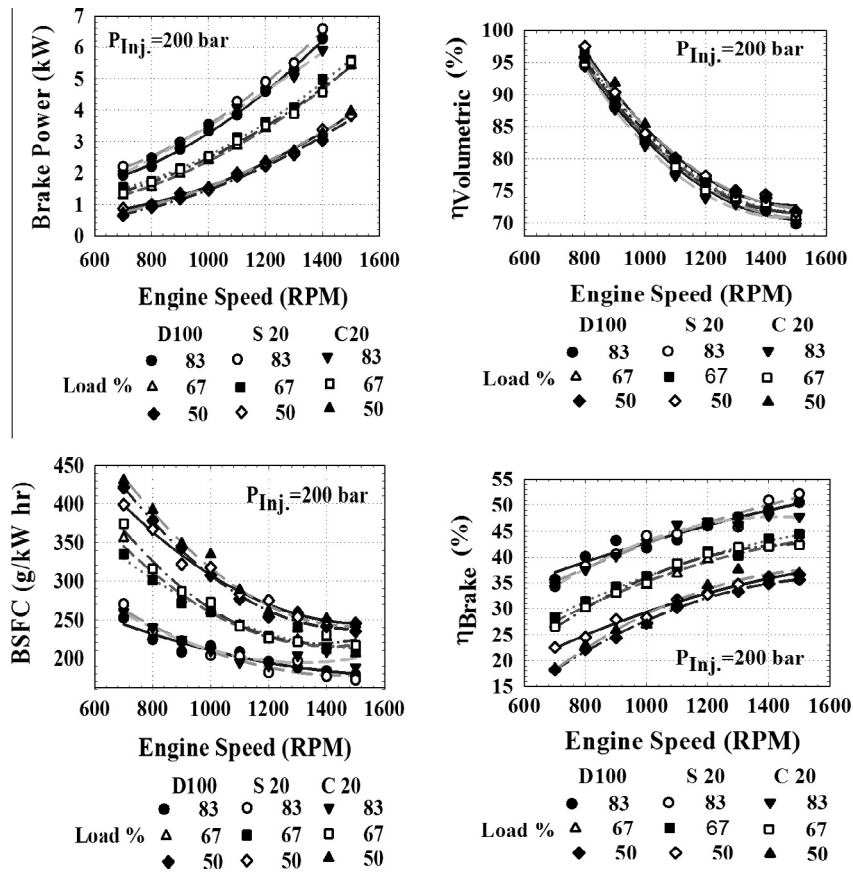 Brake Power (kW)
7
6
5
4
3
2
1
0
P Inj.=200 bar
600 800 1000 1200 1400 1600
Engine Speed (RPM)
D100 S 20 C20
83 83 83
Load % 67 67 67
50 50 50
ηVolumetric (%)
100
95
90
85
80
75
70
P Inj.=200 bar
600 800 1000 1200 1400 1600
Engine Speed (RPM)
D100 S 20 C 20
83 83 83
Load % 67 67 67
50 50 50
BSFC (g/kW hr)
450
400
350
300
250
200
P Inj.=200 bar
600 800 1000 1200 1400 1600
Engine Speed (RPM)
D100 S 20 C 20
83 83 83
Load % 67 67 67
50 50 50
ηBrake (%)
55
50
45
40
35
30
25
20
15
P Inj.=200 bar
600 800 1000 1200 1400 1600
Engine Speed (RPM)
D100 S 20 C 20
83 83 83
Load % 67 67 67
50 50 50